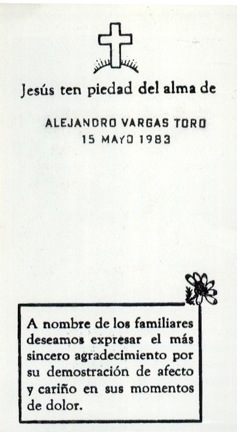 Jesús ten piedad del alma de
ALEJANDRO VARGAS TORO
15 MAYO 1983
A nombre de los familiares
deseamos expresar el más
sincero agradecimiento por
su demostración de afecto
y cariño en sus momentos
de dolor.